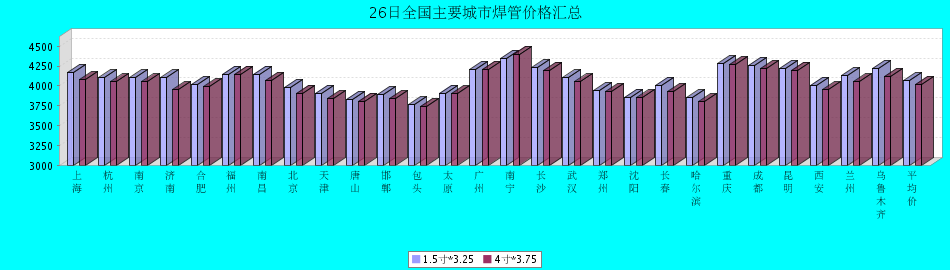 26日全国主要城市焊管价格汇总
4500
4250
4000
3750
3500
3250
3000
上海
杭州
南京
济南
合肥
福州
南昌
北京
天津
唐山
邯郸
包头
太原
广州
南宁
长沙
武汉
郑州
沈阳
长春
哈尔滨
重庆
成都
昆明
西安
兰州
乌鲁木齐
平均价
1.5寸*3.25
4寸*3.75